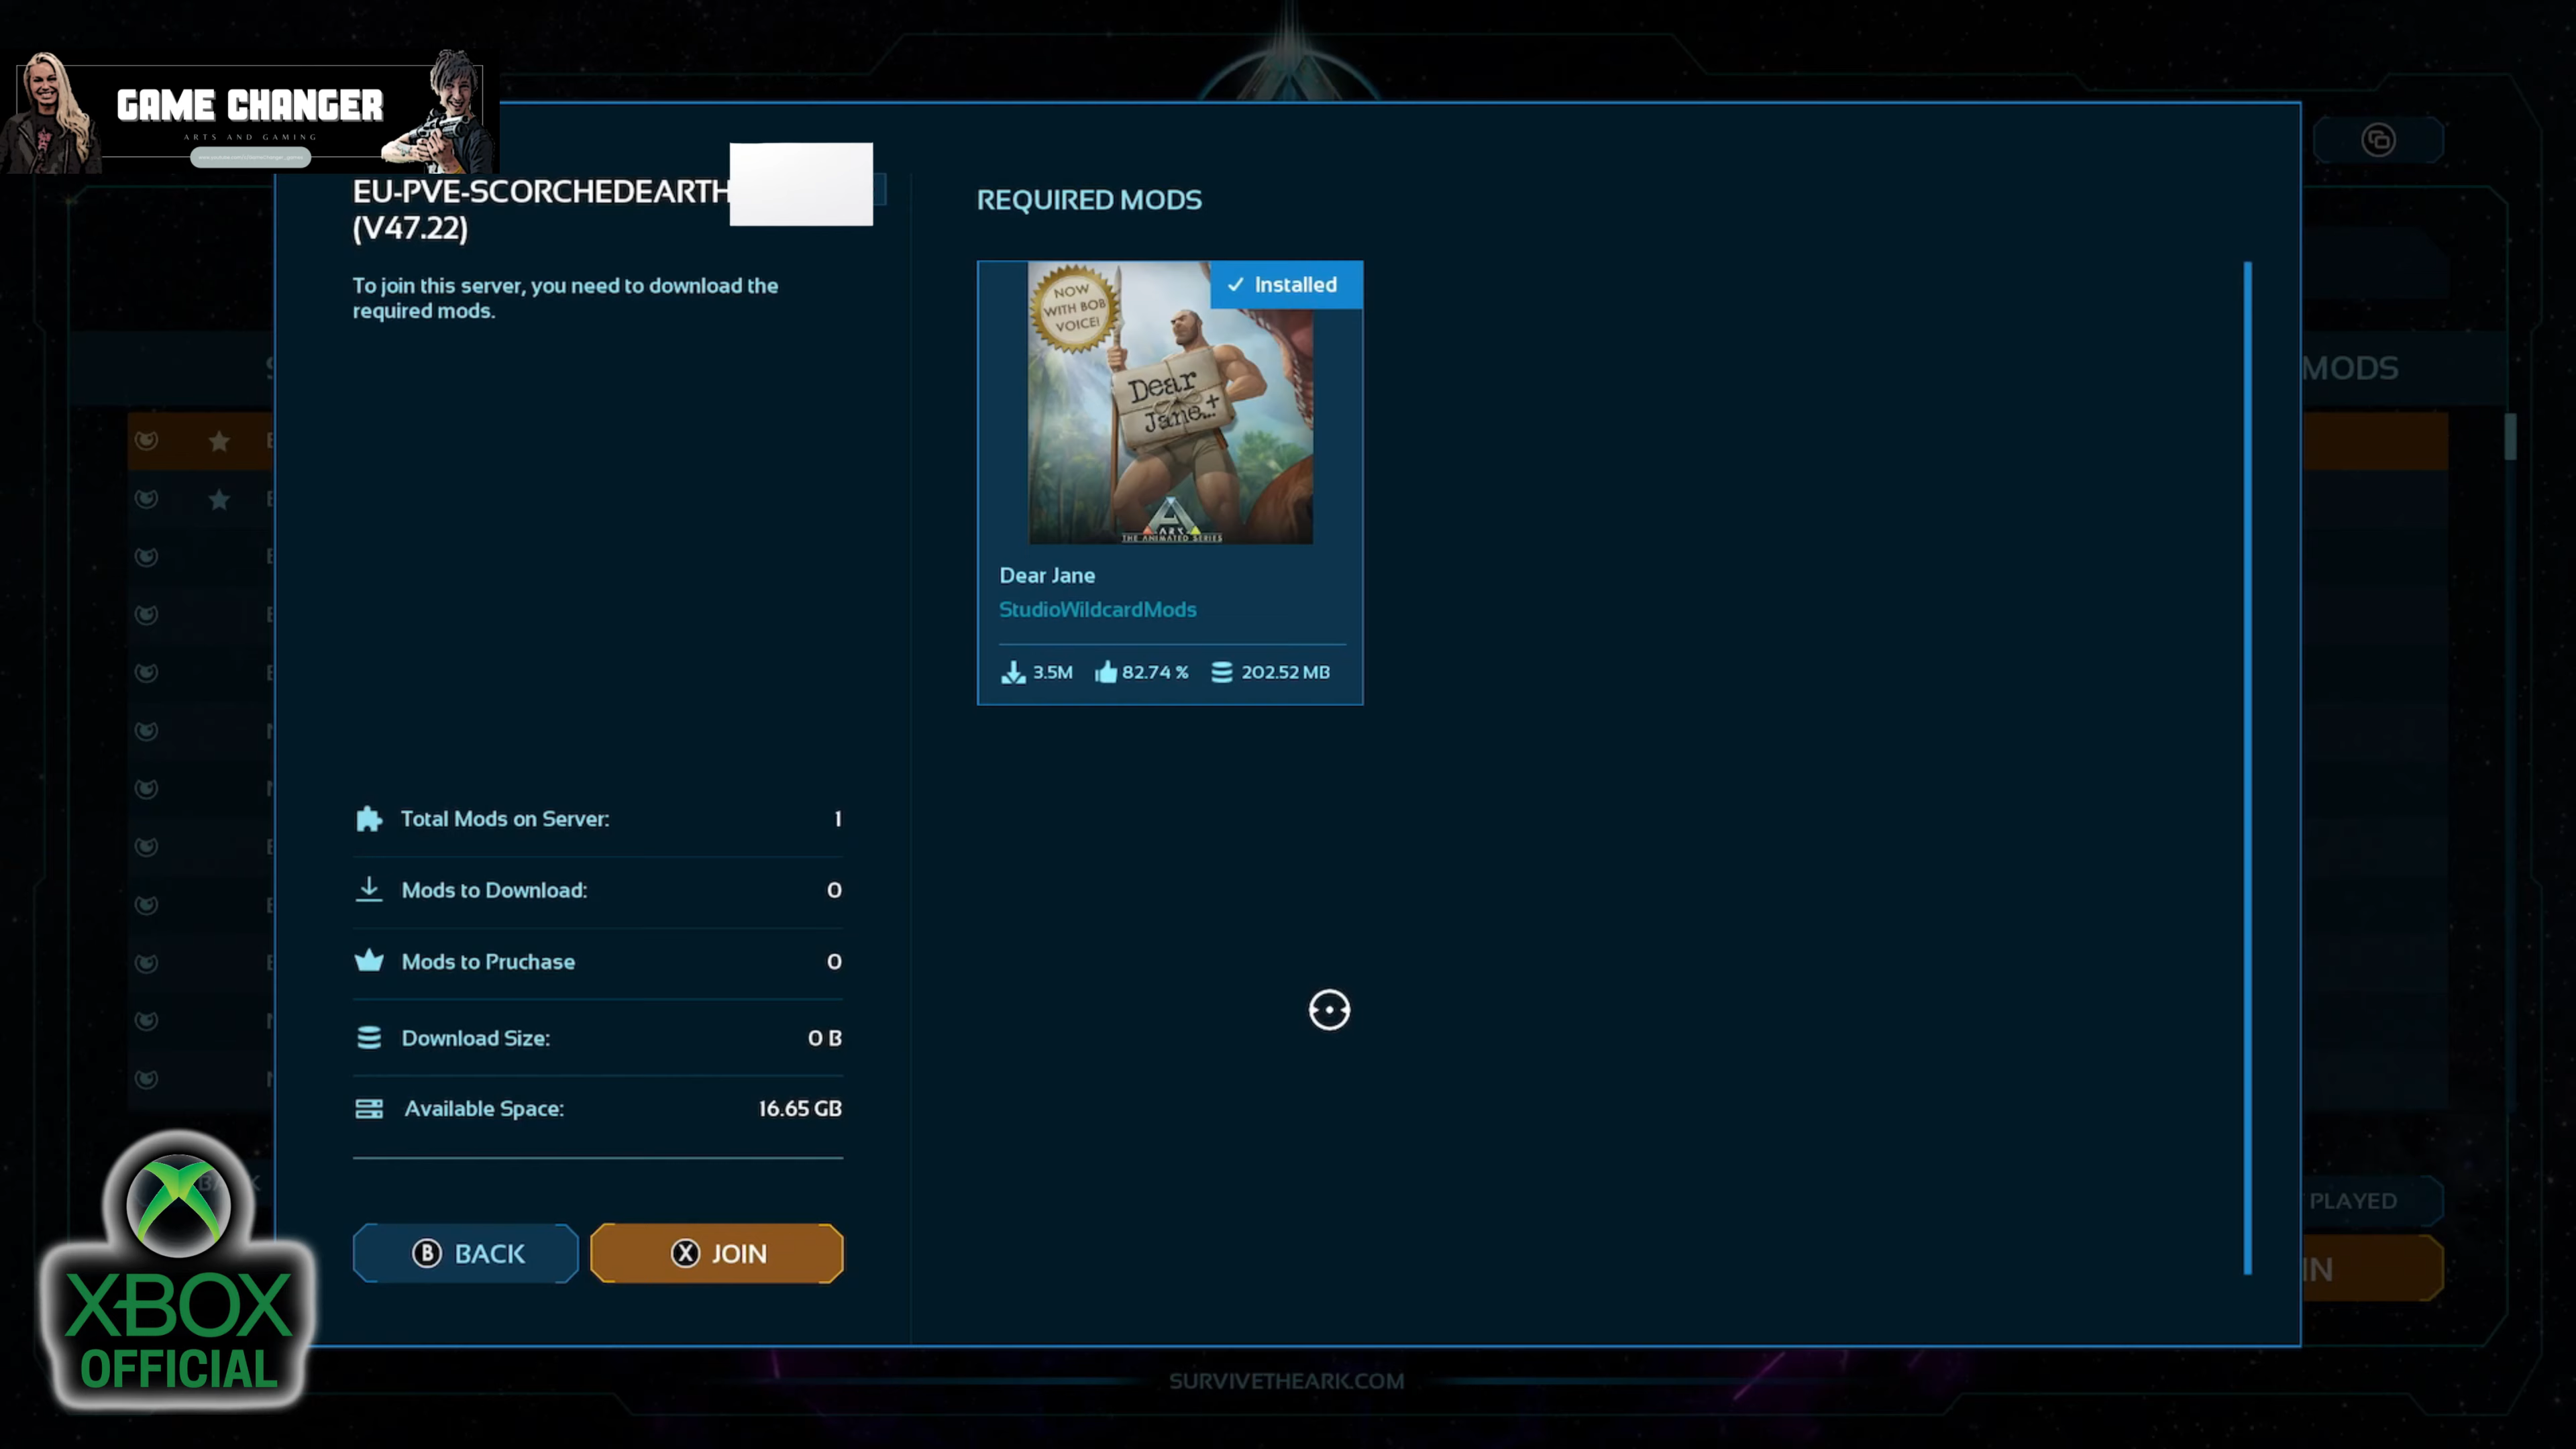 GAME CHANGER
ARTS AND GAMING
EU-PVE-SCORCHEDEARTH
(V47.22)
To join this server, you need to download the
required mods.
REQUIRED MODS
Installed
NOW
WITH BOB
VOICE!
Dear
Jane...+
ARK
THE ANIMATED SERIES
Dear Jane
StudioWildcardMods
3.5M 82.74 % 202.52 MB
MODS
Total Mods on Server: 1
Mods to Download: 0
Mods to Pruchase 0
Download Size: 0 B
Available Space: 16.65 GB
B BACK X JOIN
PLAYED
IN
XBOX
OFFICIAL
SURVIVETHEARK.COM